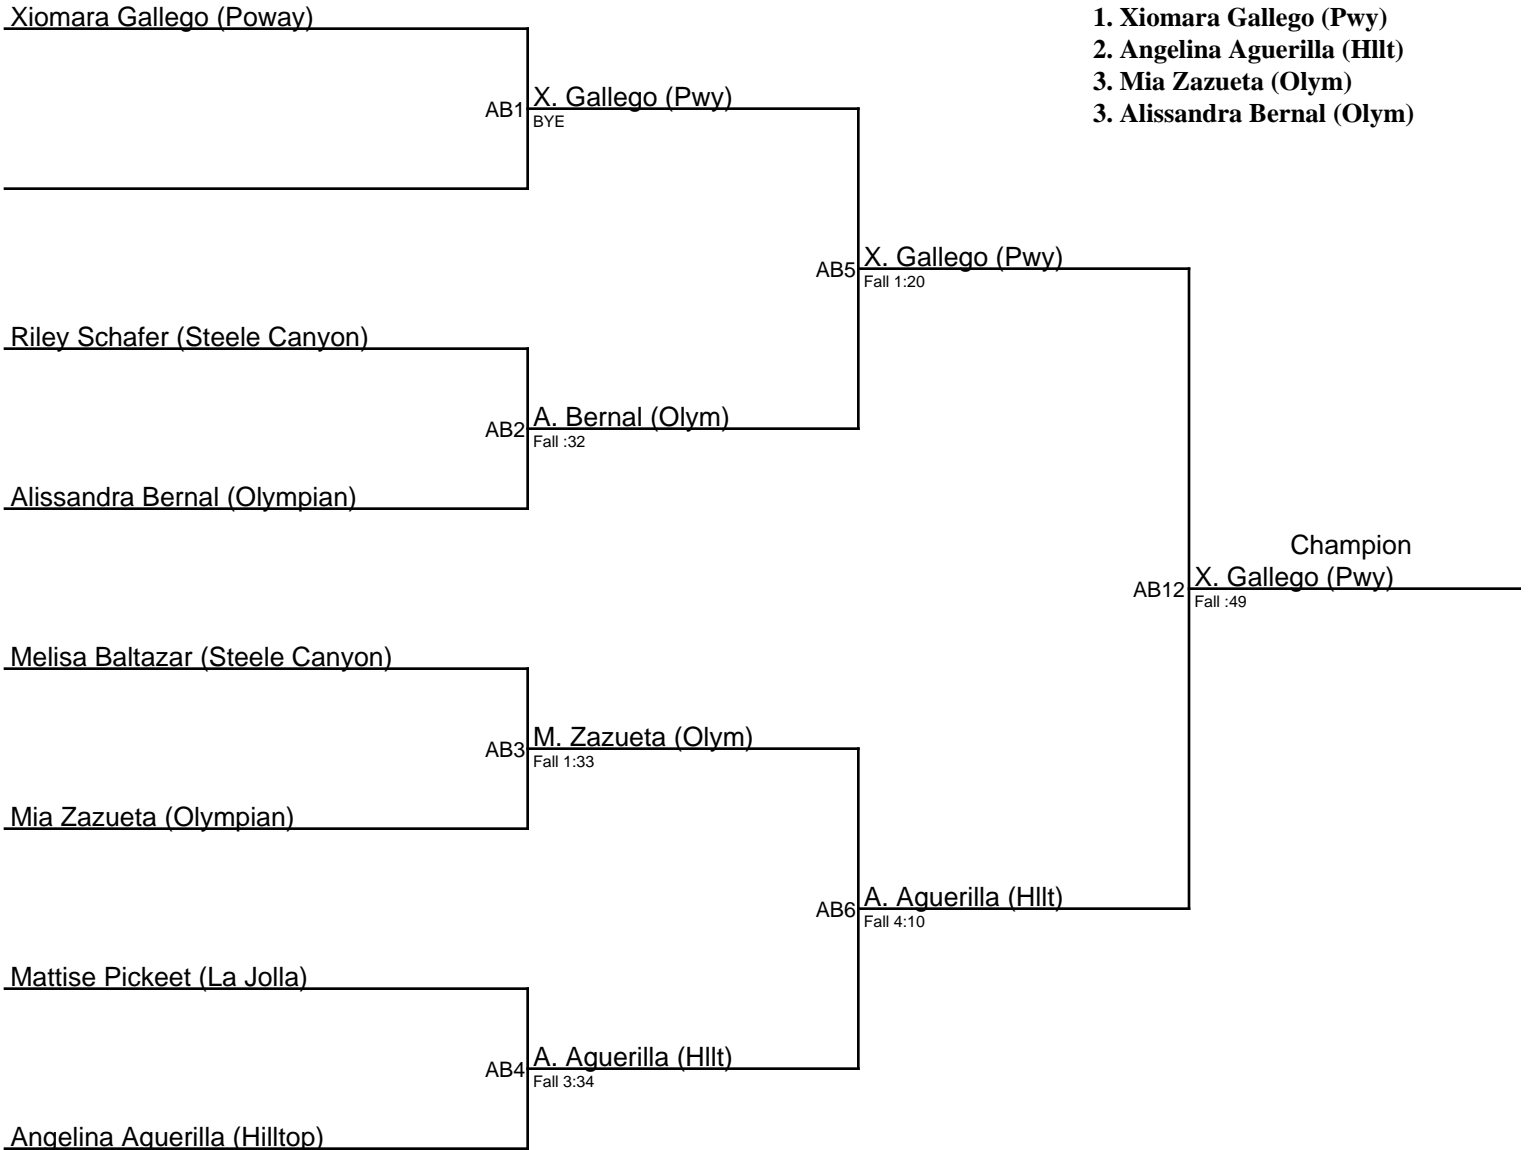 Xiomara Gallego (Poway)
1. Xiomara Gallego (Pwy)
2. Angelina Aguerilla (Hllt)
3. Mia Zazueta (Olym)
3. Alissandra Bernal (Olym)
AB1
X. Gallego (Pwy)
BYE
AB5
X. Gallego (Pwy)
Fall 1:20
Riley Schafer (Steele Canyon)
AB2
A. Bernal (Olym)
Fall :32
Alissandra Bernal (Olympian)
Champion
AB12
X. Gallego (Pwy)
Fall :49
Melisa Baltazar (Steele Canyon)
AB3
M. Zazueta (Olym)
Fall 1:33
Mia Zazueta (Olympian)
AB6
A. Aguerilla (Hllt)
Fall 4:10
Mattise Pickeet (La Jolla)
AB4
A. Aguerilla (Hllt)
Fall 3:34
Angelina Aguerilla (Hilltop)